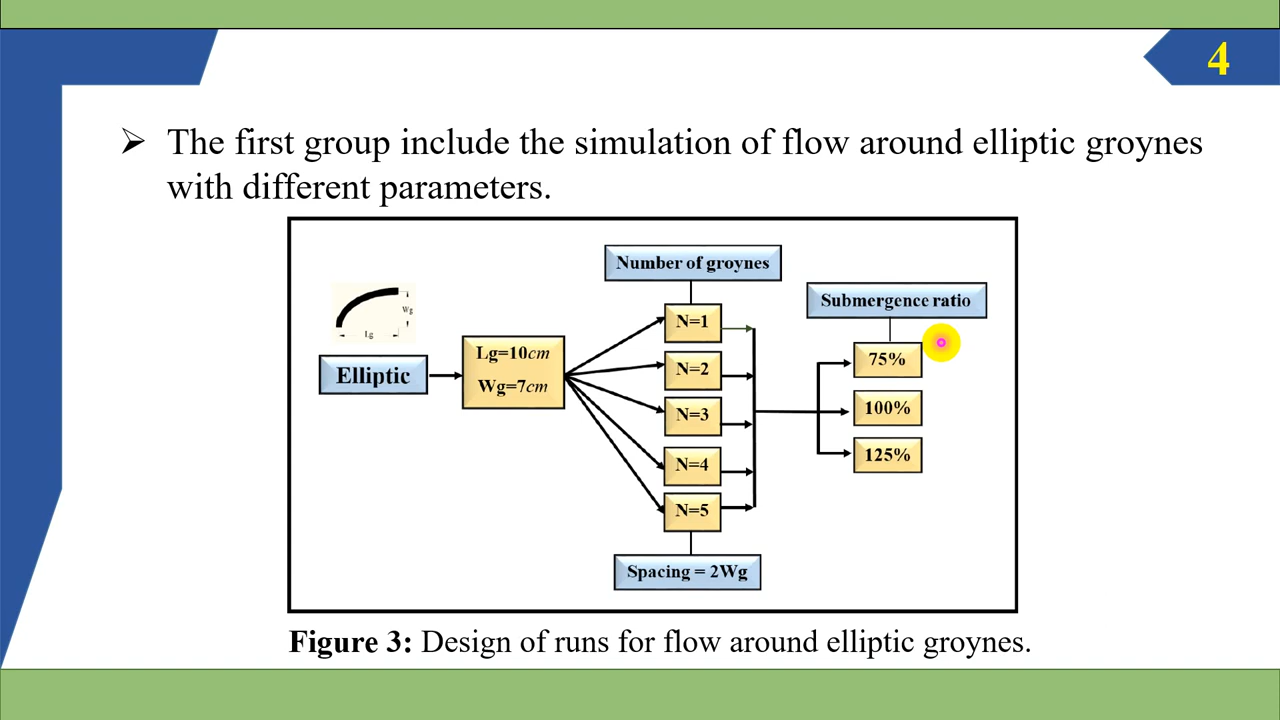 4
➢ The first group include the simulation of flow around elliptic groynes
with different parameters.
Number of groynes
Submergence ratio
Wg
Lg
Elliptic
Lg=10cm
Wg=7cm
N=1
N=2
N=3
N=4
N=5
75%
100%
125%
Spacing = 2Wg
Figure 3: Design of runs for flow around elliptic groynes.